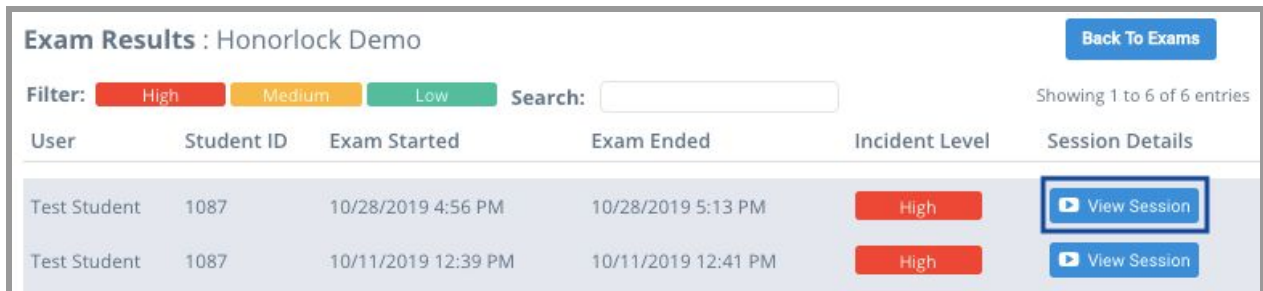 Exam Results : Honorlock Demo Back To Exams
Filter: High Medium Low Search: Showing 1 to 6 of 6 entries
User Student ID Exam Started Exam Ended Incident Level Session Details
Test Student 1087 10/28/2019 4:56 PM 10/28/2019 5:13 PM High View Session
Test Student 1087 10/11/2019 12:39 PM 10/11/2019 12:41 PM High View Session